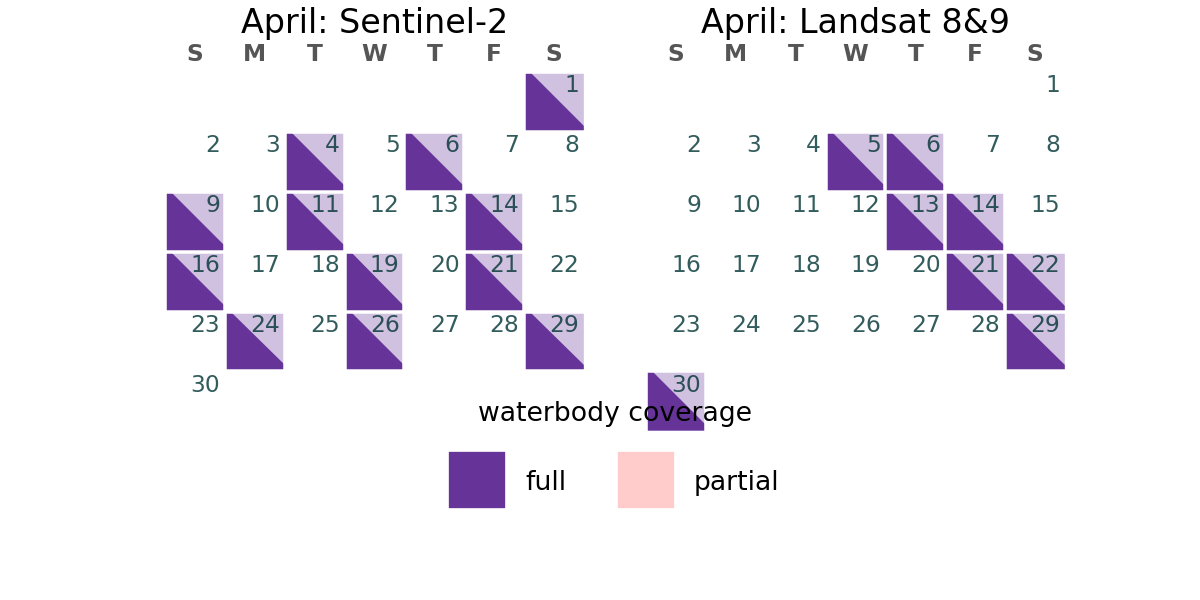 April: Sentinel-2
S M T W T F S
1
2 3 4 5 6 7 8
9 10 11 12 13 14 15
16 17 18 19 20 21 22
23 24 25 26 27 28 29
30
April: Landsat 8&9
S M T W T F S
1
2 3 4 5 6 7 8
9 10 11 12 13 14 15
16 17 18 19 20 21 22
23 24 25 26 27 28 29
30
waterbody coverage
full partial